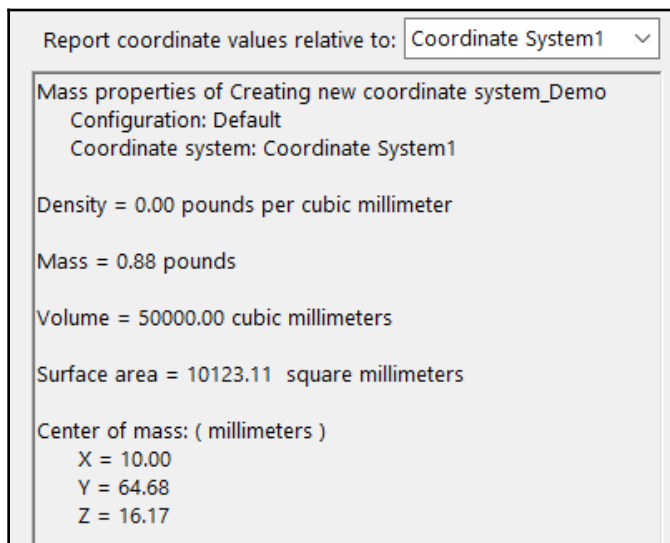 Report coordinate values relative to: Coordinate System1
Mass properties of Creating new coordinate system_Demo
Configuration: Default
Coordinate system: Coordinate System1
Density = 0.00 pounds per cubic millimeter
Mass = 0.88 pounds
Volume = 50000.00 cubic millimeters
Surface area = 10123.11  square millimeters
Center of mass: ( millimeters )
X = 10.00
Y = 64.68
Z = 16.17